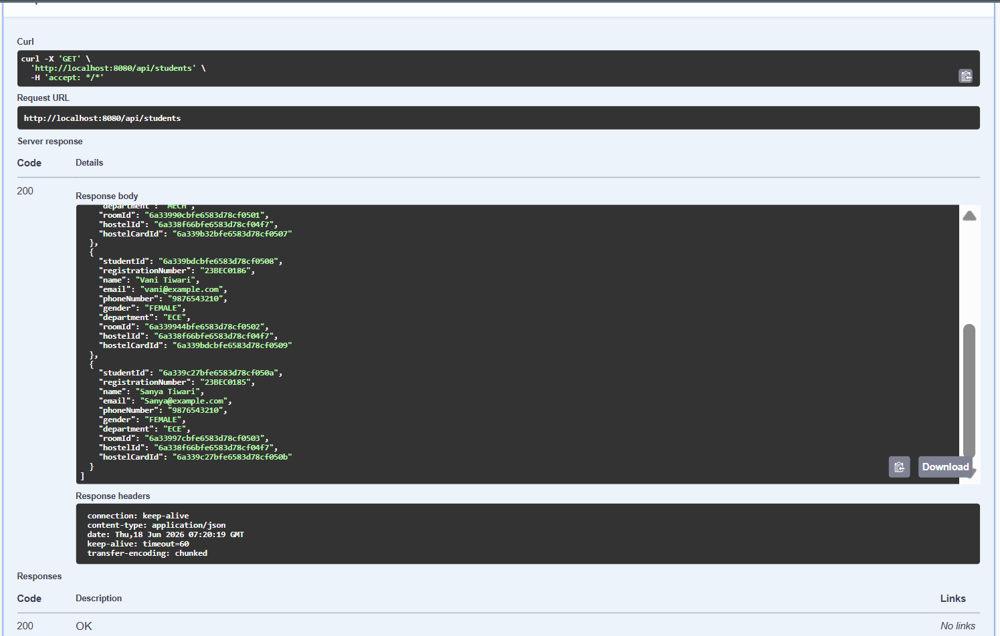 Curl
curl -X 'GET' \
  'http://localhost:8080/api/students' \
  -H 'accept: */*'
Request URL
http://localhost:8080/api/students
Server response
Code Details
200
Response body
"department": "MECH",
"roomId": "6a33990cbfe6583d78cf0501",
"hostelId": "6a338f66bfe6583d78cf04f7",
"hostelCardId": "6a339b32bfe6583d78cf0507"
},
{
"studentId": "6a339bdcbfe6583d78cf0508",
"registrationNumber": "23BEC0186",
"name": "Vani Tiwari",
"email": "vani@example.com",
"phoneNumber": "9876543210",
"gender": "FEMALE",
"department": "ECE",
"roomId": "6a339944bfe6583d78cf0502",
"hostelId": "6a338f66bfe6583d78cf04f7",
"hostelCardId": "6a339bdcbfe6583d78cf0509"
},
{
"studentId": "6a339c27bfe6583d78cf050a",
"registrationNumber": "23BEC0185",
"name": "Sanya Tiwari",
"email": "Sanya@example.com",
"phoneNumber": "9876543210",
"gender": "FEMALE",
"department": "ECE",
"roomId": "6a33997cbfe6583d78cf0503",
"hostelId": "6a338f66bfe6583d78cf04f7",
"hostelCardId": "6a339c27bfe6583d78cf050b"
}
]
Download
Response headers
connection: keep-alive
content-type: application/json
date: Thu,18 Jun 2026 07:20:19 GMT
keep-alive: timeout=60
transfer-encoding: chunked
Responses
Code Description Links
200 OK No links